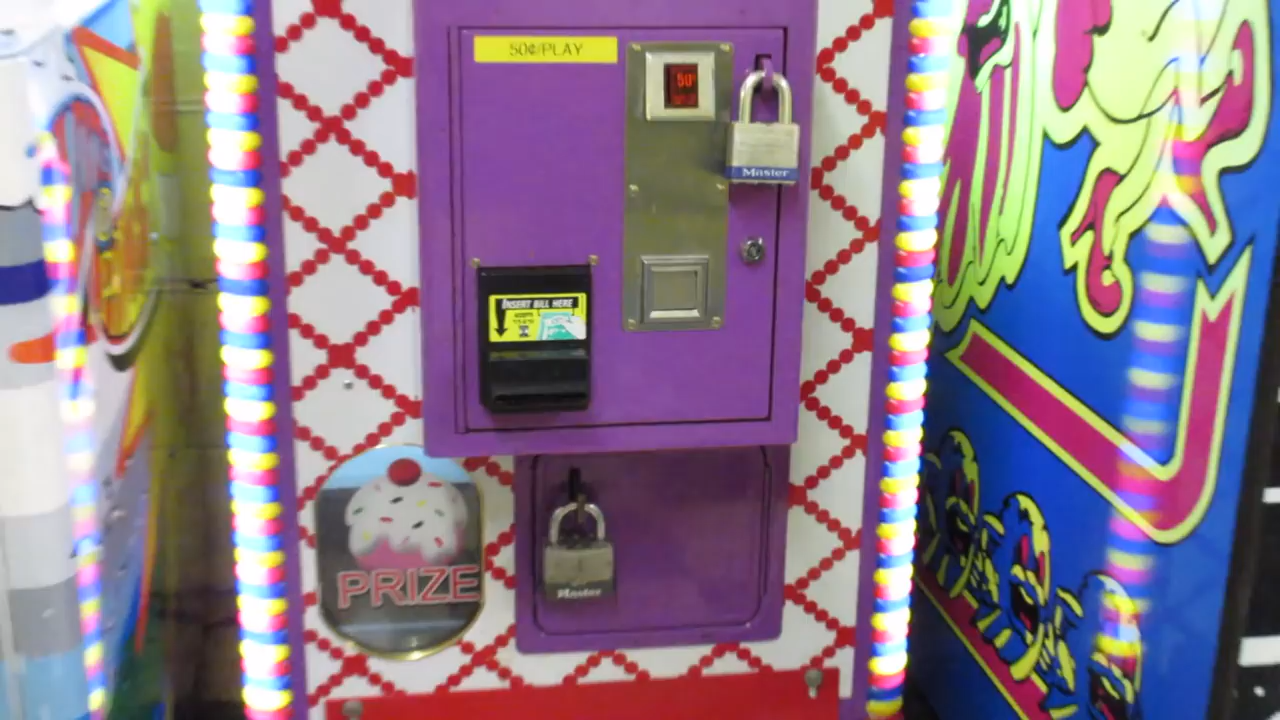 50¢/PLAY
50¢
Master
INSERT BILL HERE
Master
PRIZE